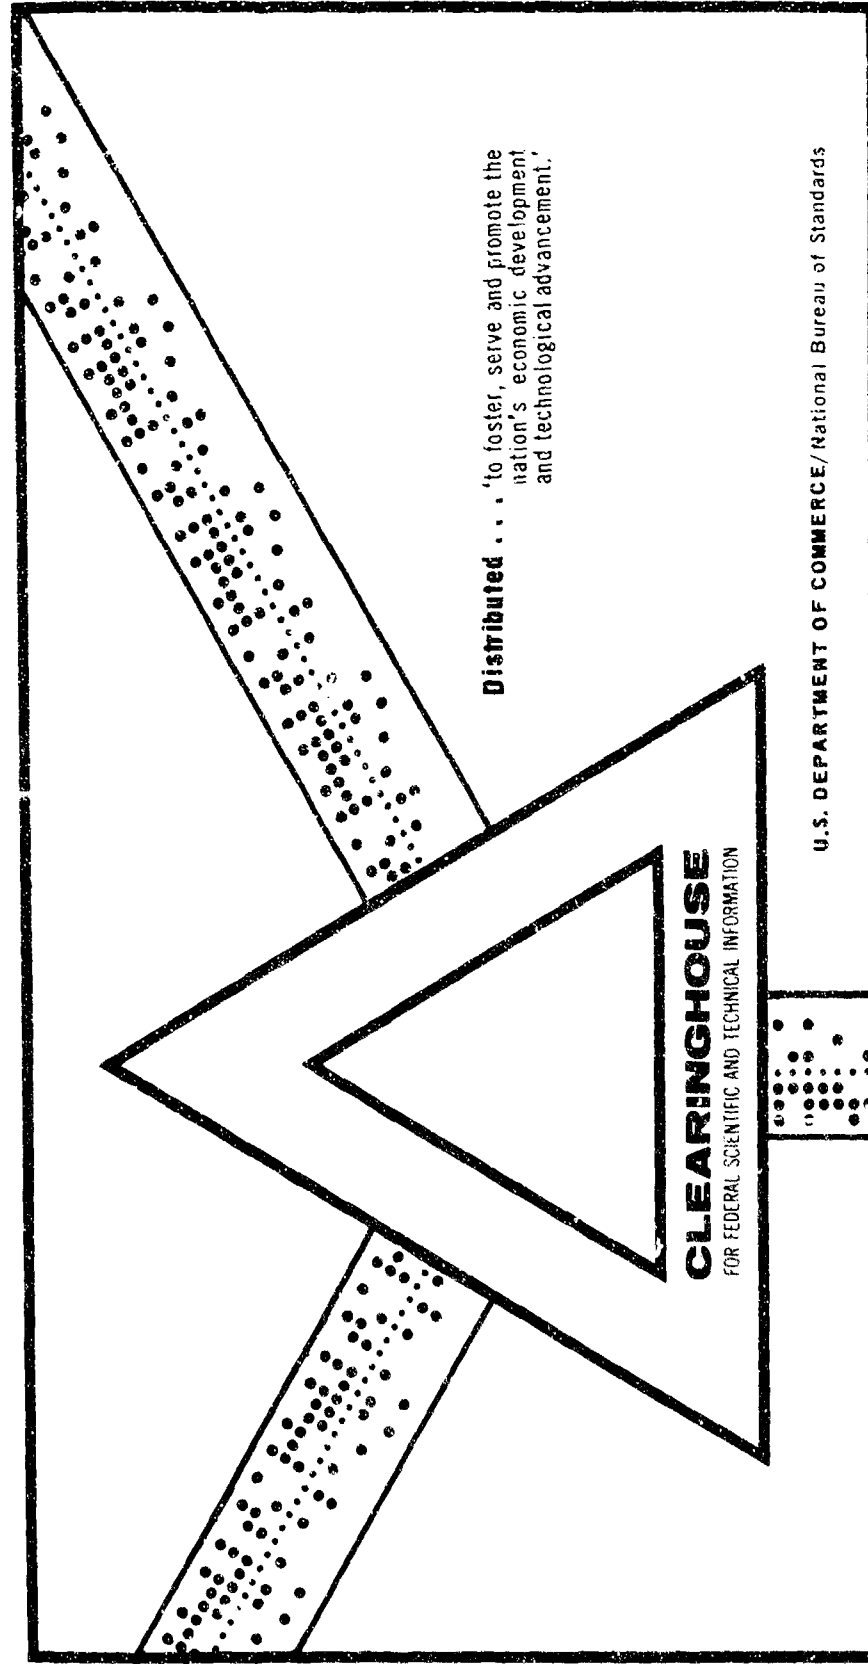 Distributed . . . 'to foster, serve and promote the
nation's economic development
and technological advancement.'
CLEARINGHOUSE
FOR FEDERAL SCIENTIFIC AND TECHNICAL INFORMATION
U.S. DEPARTMENT OF COMMERCE/National Bureau of Standards